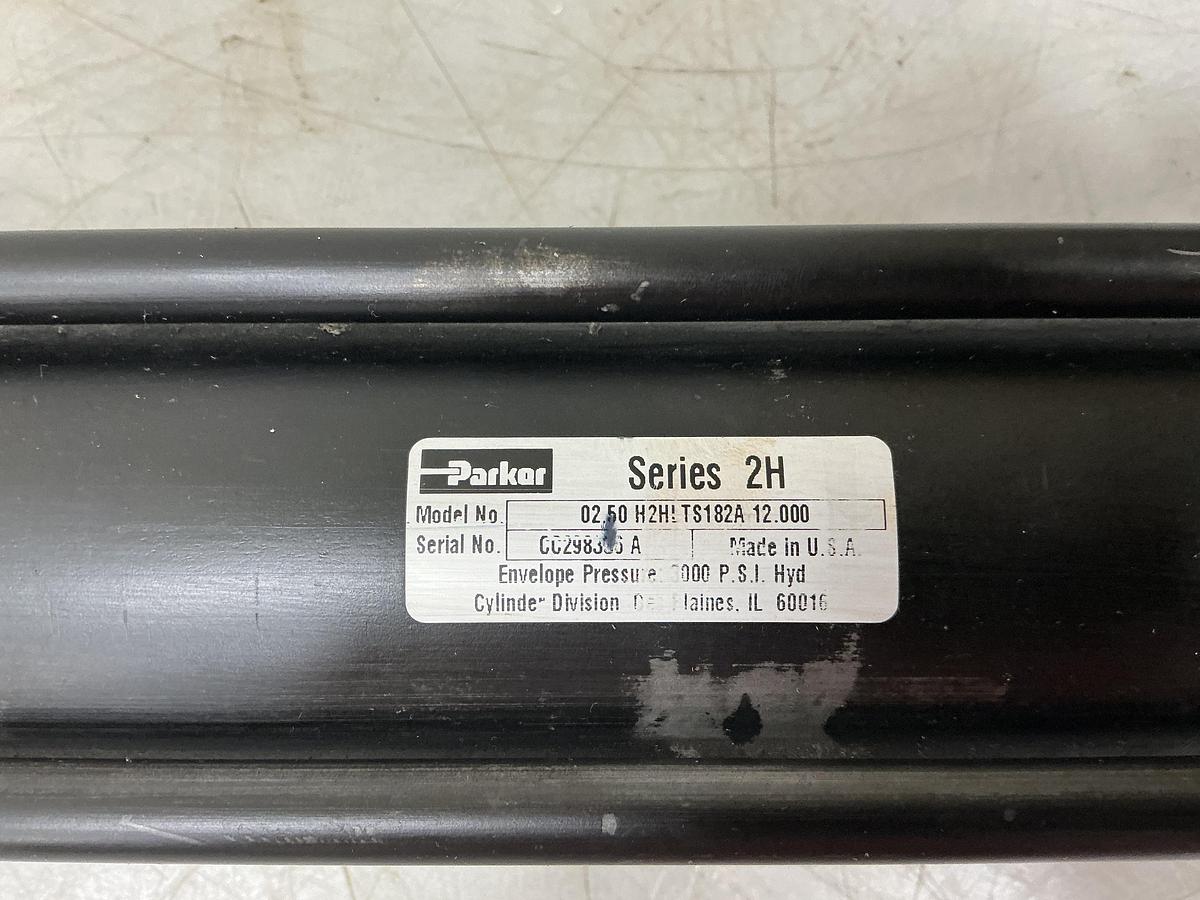 Parker Series 2H
Model No. 02.50 TS182A 12.000
Serial No. A Made in U.S.A.
Envelope Pressure: P.S.I. Hyd
Cylinder Division Plaines, IL 60016